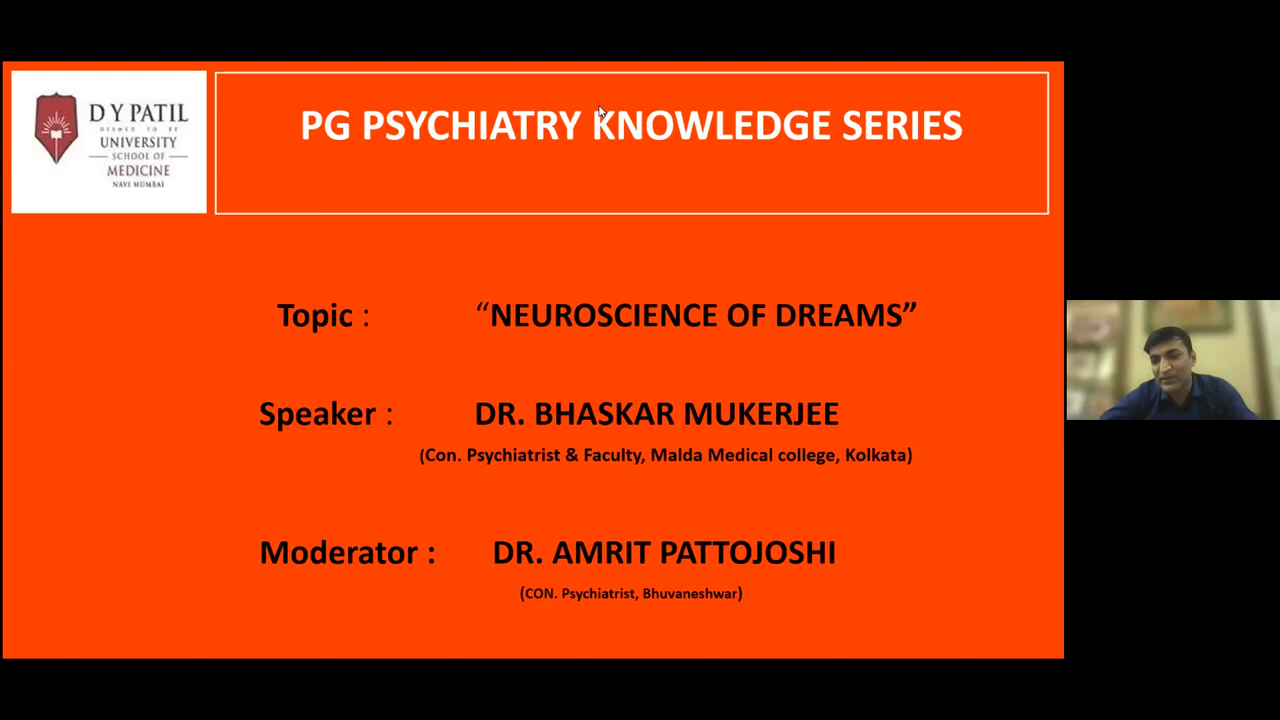 D Y PATIL
DEEMED TO BE
UNIVERSITY
SCHOOL OF
MEDICINE
NAVI MUMBAI
PG PSYCHIATRY KNOWLEDGE SERIES
Topic : “NEUROSCIENCE OF DREAMS”
Speaker : DR. BHASKAR MUKERJEE
(Con. Psychiatrist & Faculty, Malda Medical college, Kolkata)
Moderator : DR. AMRIT PATTOJOSHI
(CON. Psychiatrist, Bhuvaneshwar)